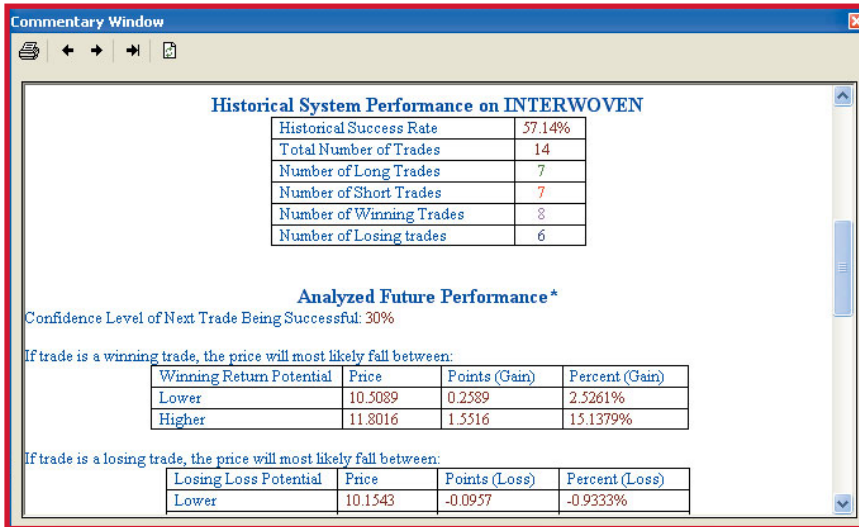 Commentary Window
Historical System Performance on INTERWOVEN
Historical Success Rate 57.14%
Total Number of Trades 14
Number of Long Trades 7
Number of Short Trades 7
Number of Winning Trades 8
Number of Losing trades 6
Analyzed Future Performance*
Confidence Level of Next Trade Being Successful: 30%
If trade is a winning trade, the price will most likely fall between:
Winning Return Potential Price Points (Gain) Percent (Gain)
Lower 10.5089 0.2589 2.5261%
Higher 11.8016 1.5516 15.1379%
If trade is a losing trade, the price will most likely fall between:
Losing Loss Potential Price Points (Loss) Percent (Loss)
Lower 10.1543 -0.0957 -0.9333%